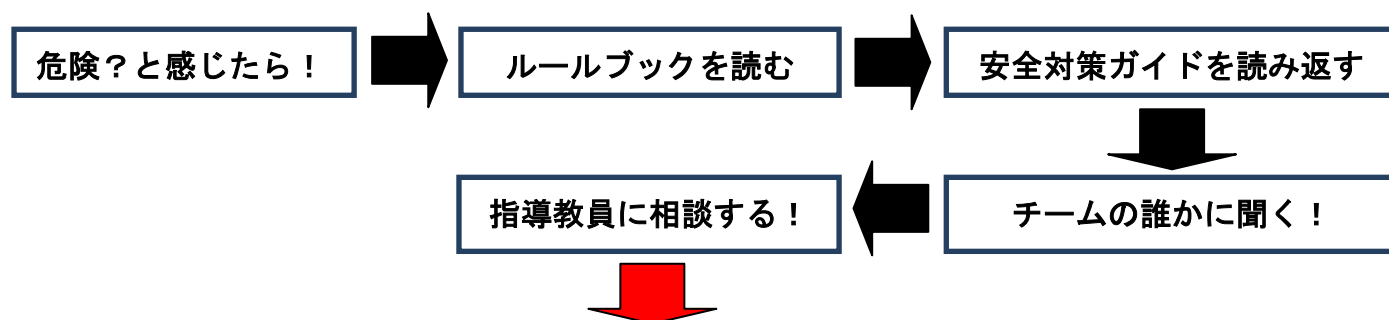 危険？と感じたら！
ルールブックを読む
安全対策ガイドを読み返す
チームの誰かに聞く！
指導教員に相談する！